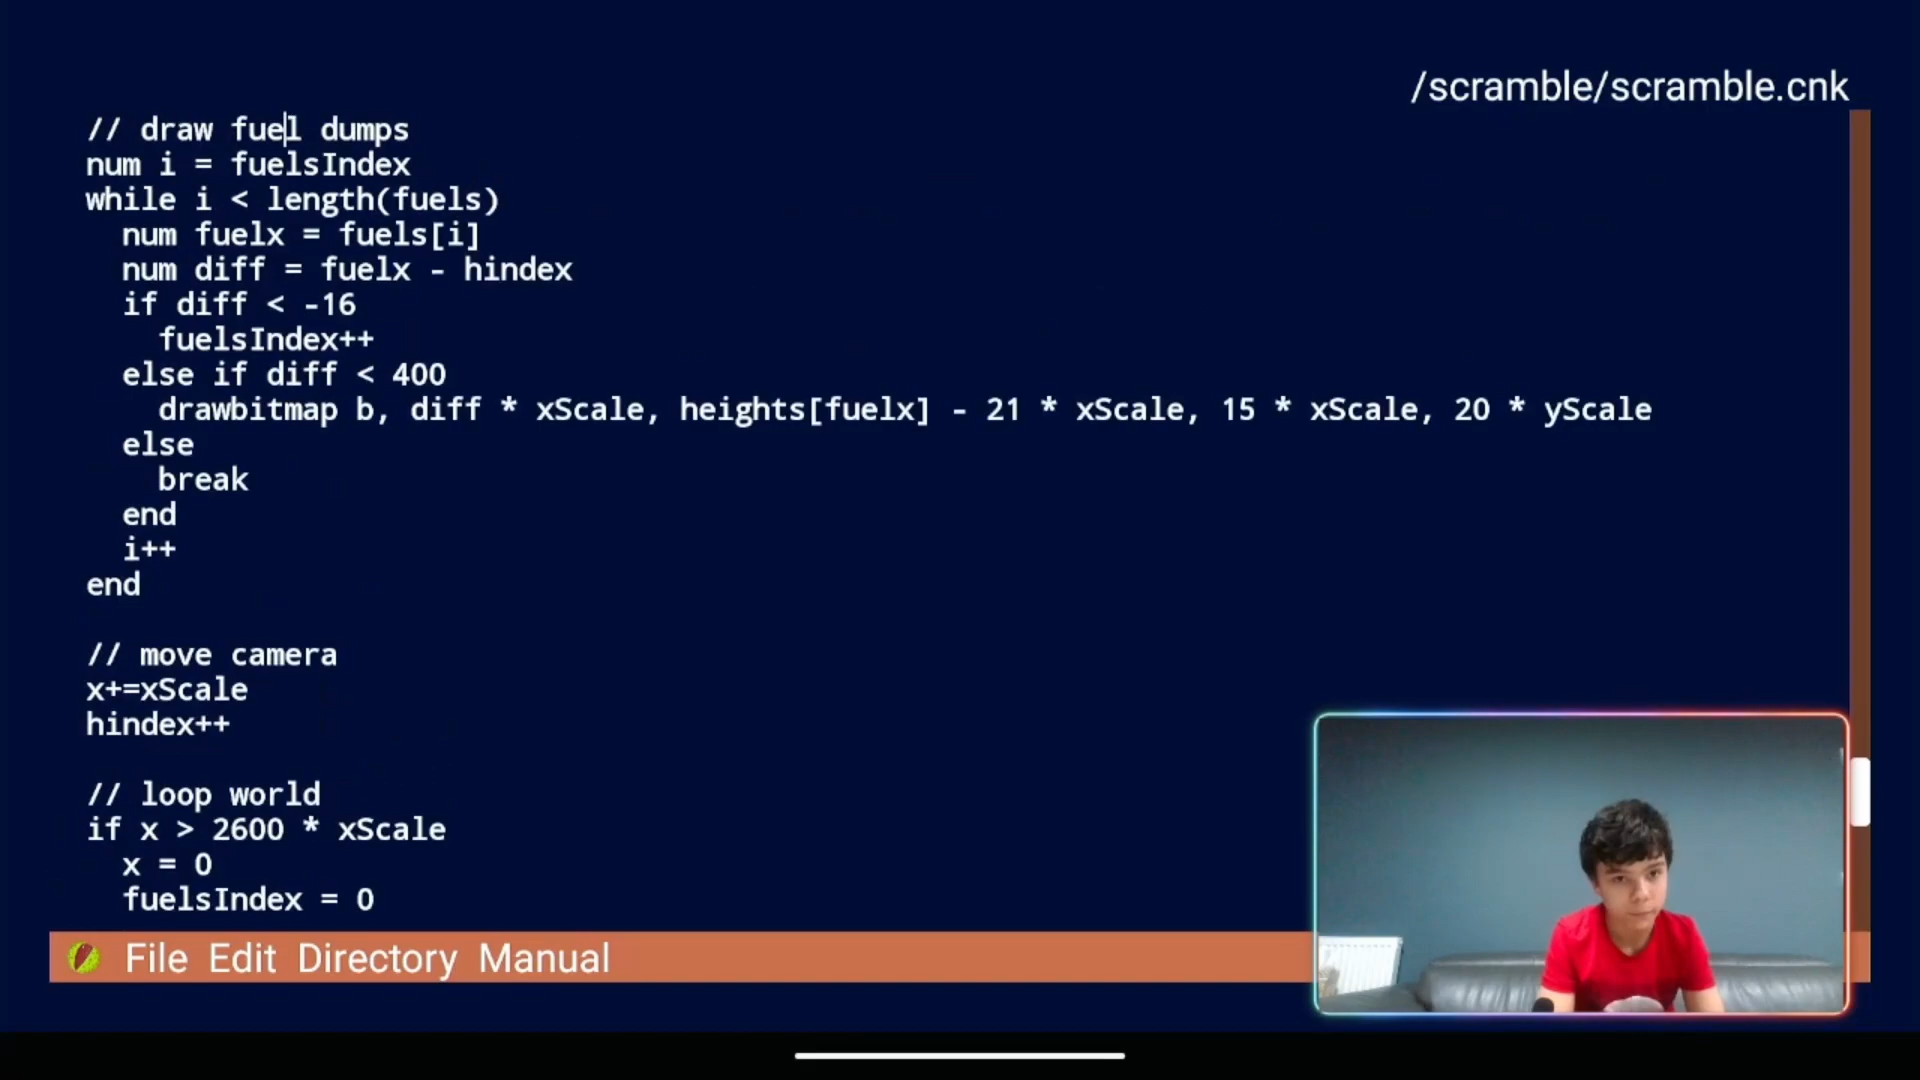 /scramble/scramble.cnk
// draw fuel dumps
num i = fuelsIndex
while i < length(fuels)
  num fuelx = fuels[i]
  num diff = fuelx - hindex
  if diff < -16
    fuelsIndex++
  else if diff < 400
    drawbitmap b, diff * xScale, heights[fuelx] - 21 * xScale, 15 * xScale, 20 * yScale
  else
    break
  end
  i++
end
// move camera
x+=xScale
hindex++
// loop world
if x > 2600 * xScale
  x = 0
  fuelsIndex = 0
File Edit Directory Manual